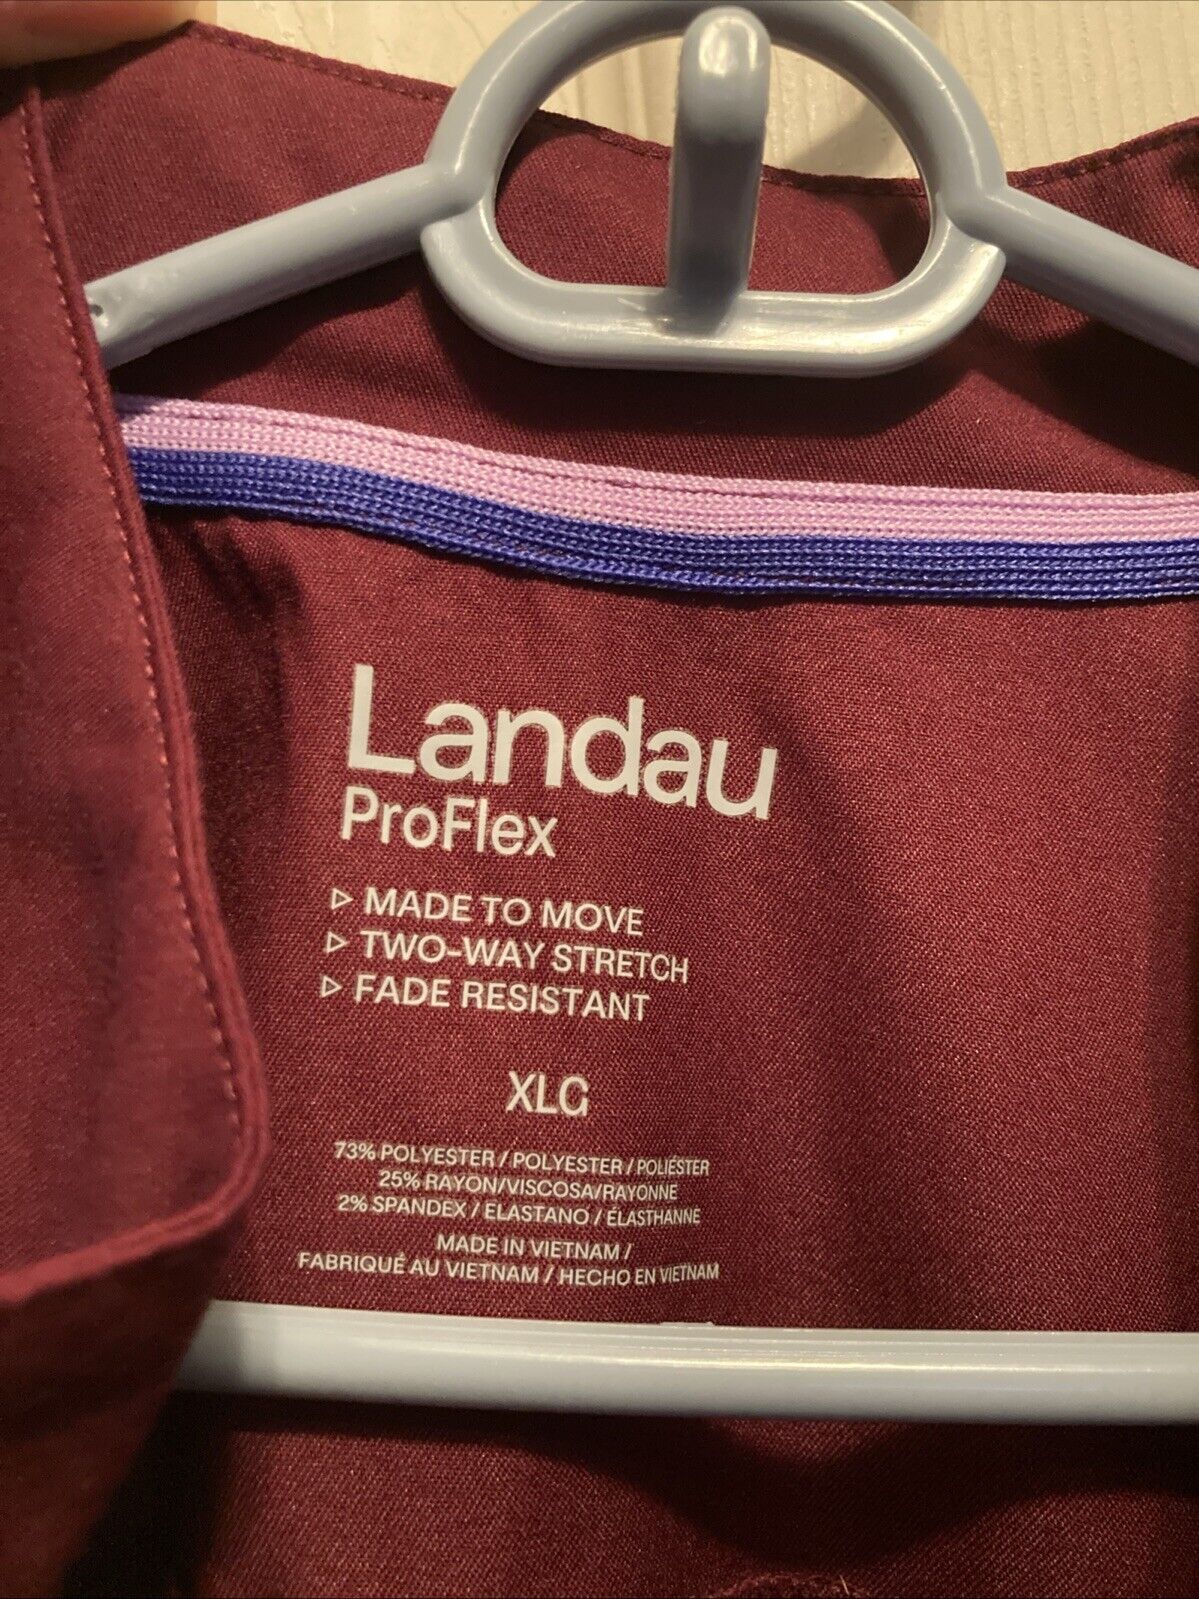 Landau
ProFlex
▷ MADE TO MOVE
▷ TWO-WAY STRETCH
▷ FADE RESISTANT
XLG
73% POLYESTER / POLYESTER / POLIÉSTER
25% RAYON/VISCOSA/RAYONNE
2% SPANDEX / ELASTANO / ÉLASTHANNE
MADE IN VIETNAM /
FABRIQUÉ AU VIETNAM / HECHO EN VIETNAM